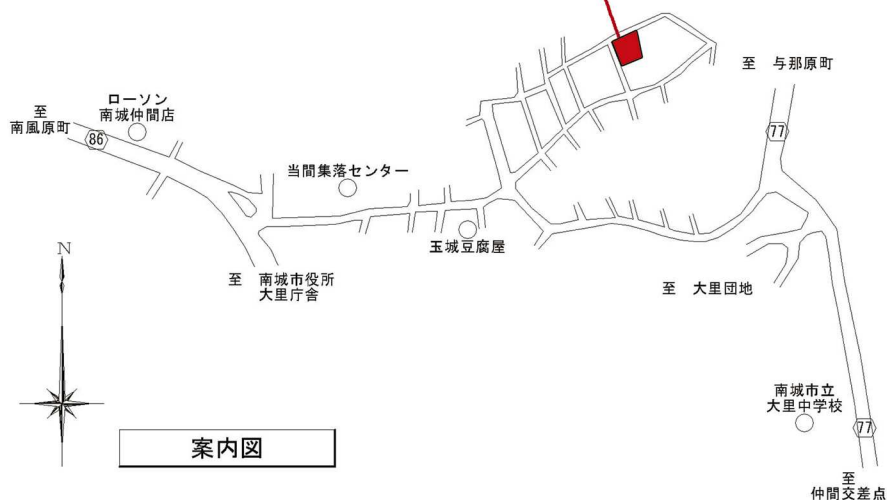 至 与那原町
ローソン
南城仲間店
至
南風原町
86
77
当間集落センター
玉城豆腐屋
N
至 南城市役所
大里庁舎
至 大里団地
南城市立
大里中学校
77
案内図
至
仲間交差点